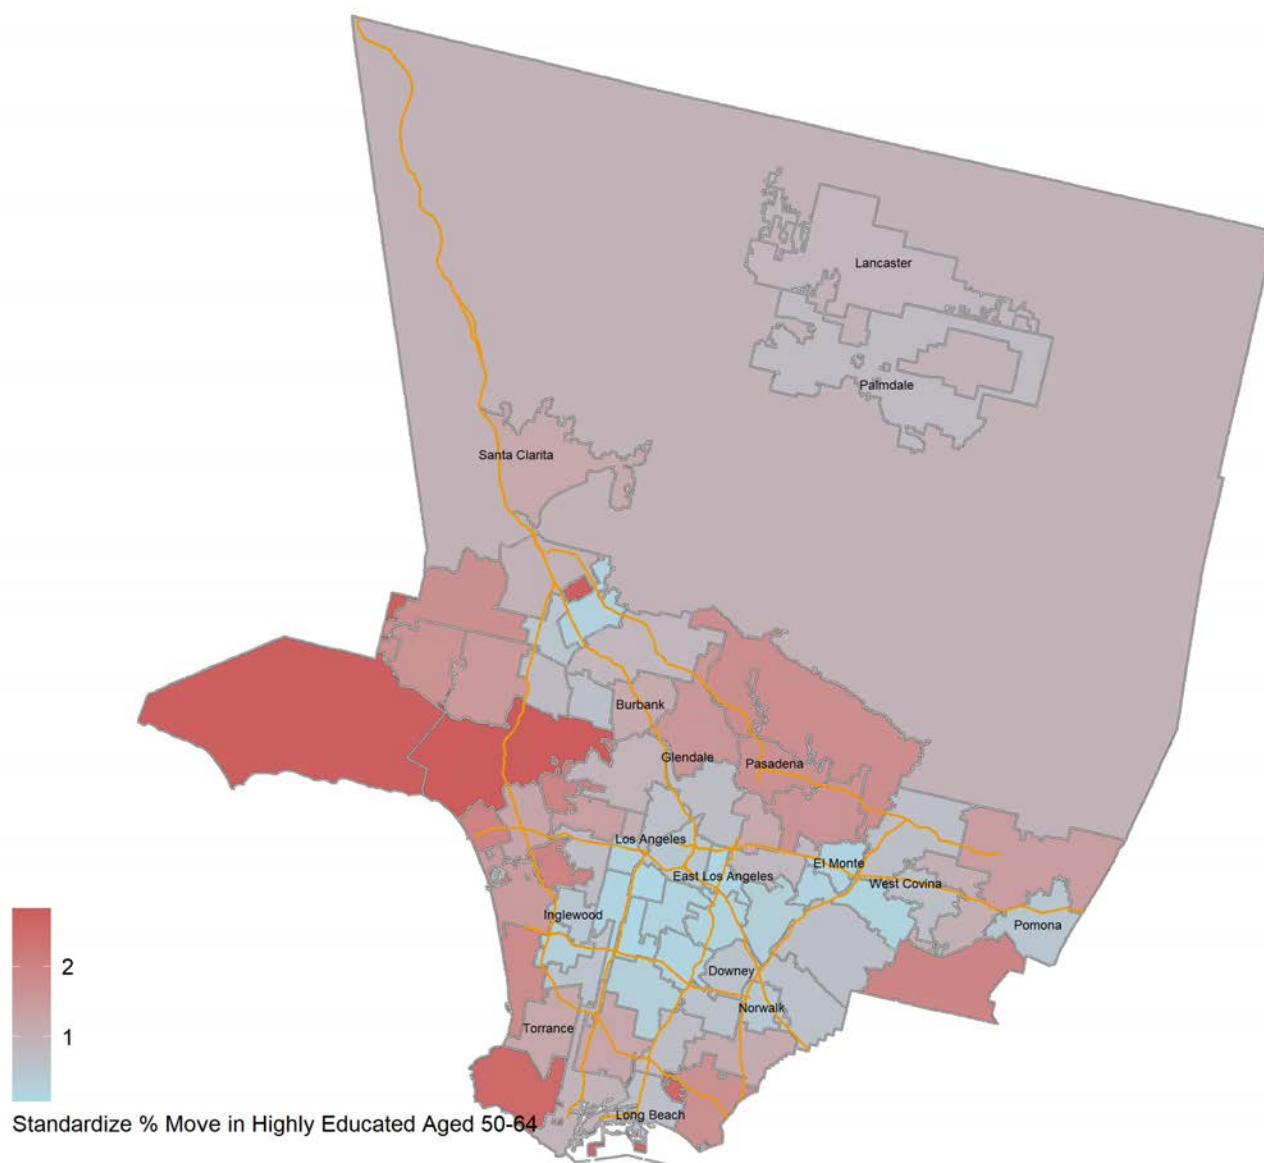 Lancaster
Palmdale
Santa Clarita
Burbank
Glendale
Pasadena
Los Angeles
El Monte
East Los Angeles
West Covina
Inglewood
Pomona
Downey
Norwalk
Torrance
Long Beach
2
1
Standardize % Move in Highly Educated Aged 50-64